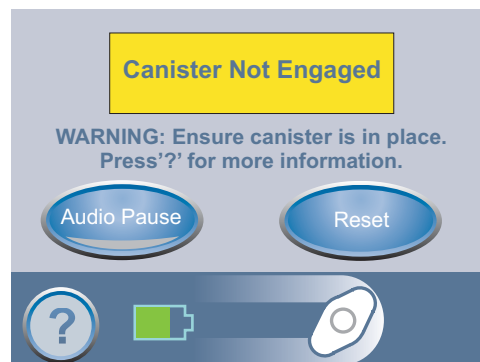 Canister Not Engaged
WARNING: Ensure canister is in place.
Press'?' for more information.
Audio Pause
Reset
?